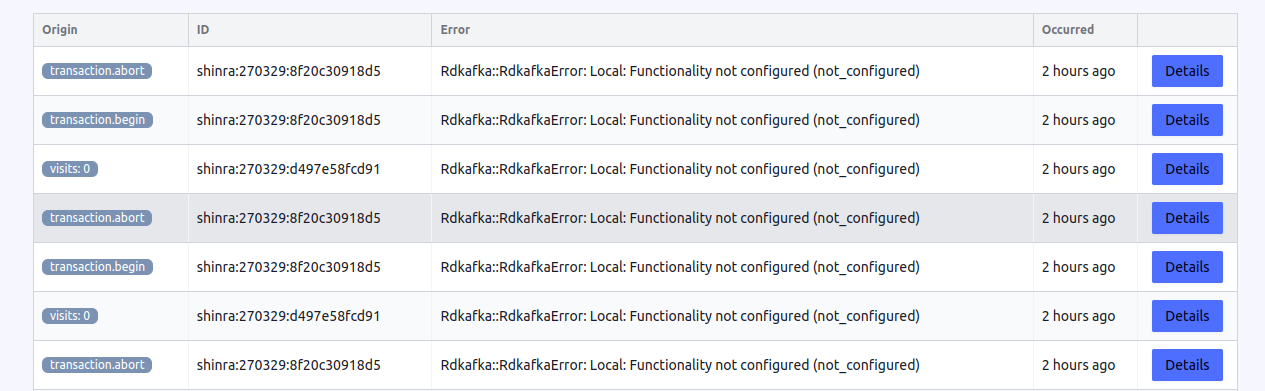 Origin ID Error Occurred
transaction.abort shinra:270329:8f20c30918d5 Rdkafka::RdkafkaError: Local: Functionality not configured (not_configured) 2 hours ago Details
transaction.begin shinra:270329:8f20c30918d5 Rdkafka::RdkafkaError: Local: Functionality not configured (not_configured) 2 hours ago Details
visits: 0 shinra:270329:d497e58fcd91 Rdkafka::RdkafkaError: Local: Functionality not configured (not_configured) 2 hours ago Details
transaction.abort shinra:270329:8f20c30918d5 Rdkafka::RdkafkaError: Local: Functionality not configured (not_configured) 2 hours ago Details
transaction.begin shinra:270329:8f20c30918d5 Rdkafka::RdkafkaError: Local: Functionality not configured (not_configured) 2 hours ago Details
visits: 0 shinra:270329:d497e58fcd91 Rdkafka::RdkafkaError: Local: Functionality not configured (not_configured) 2 hours ago Details
transaction.abort shinra:270329:8f20c30918d5 Rdkafka::RdkafkaError: Local: Functionality not configured (not_configured) 2 hours ago Details